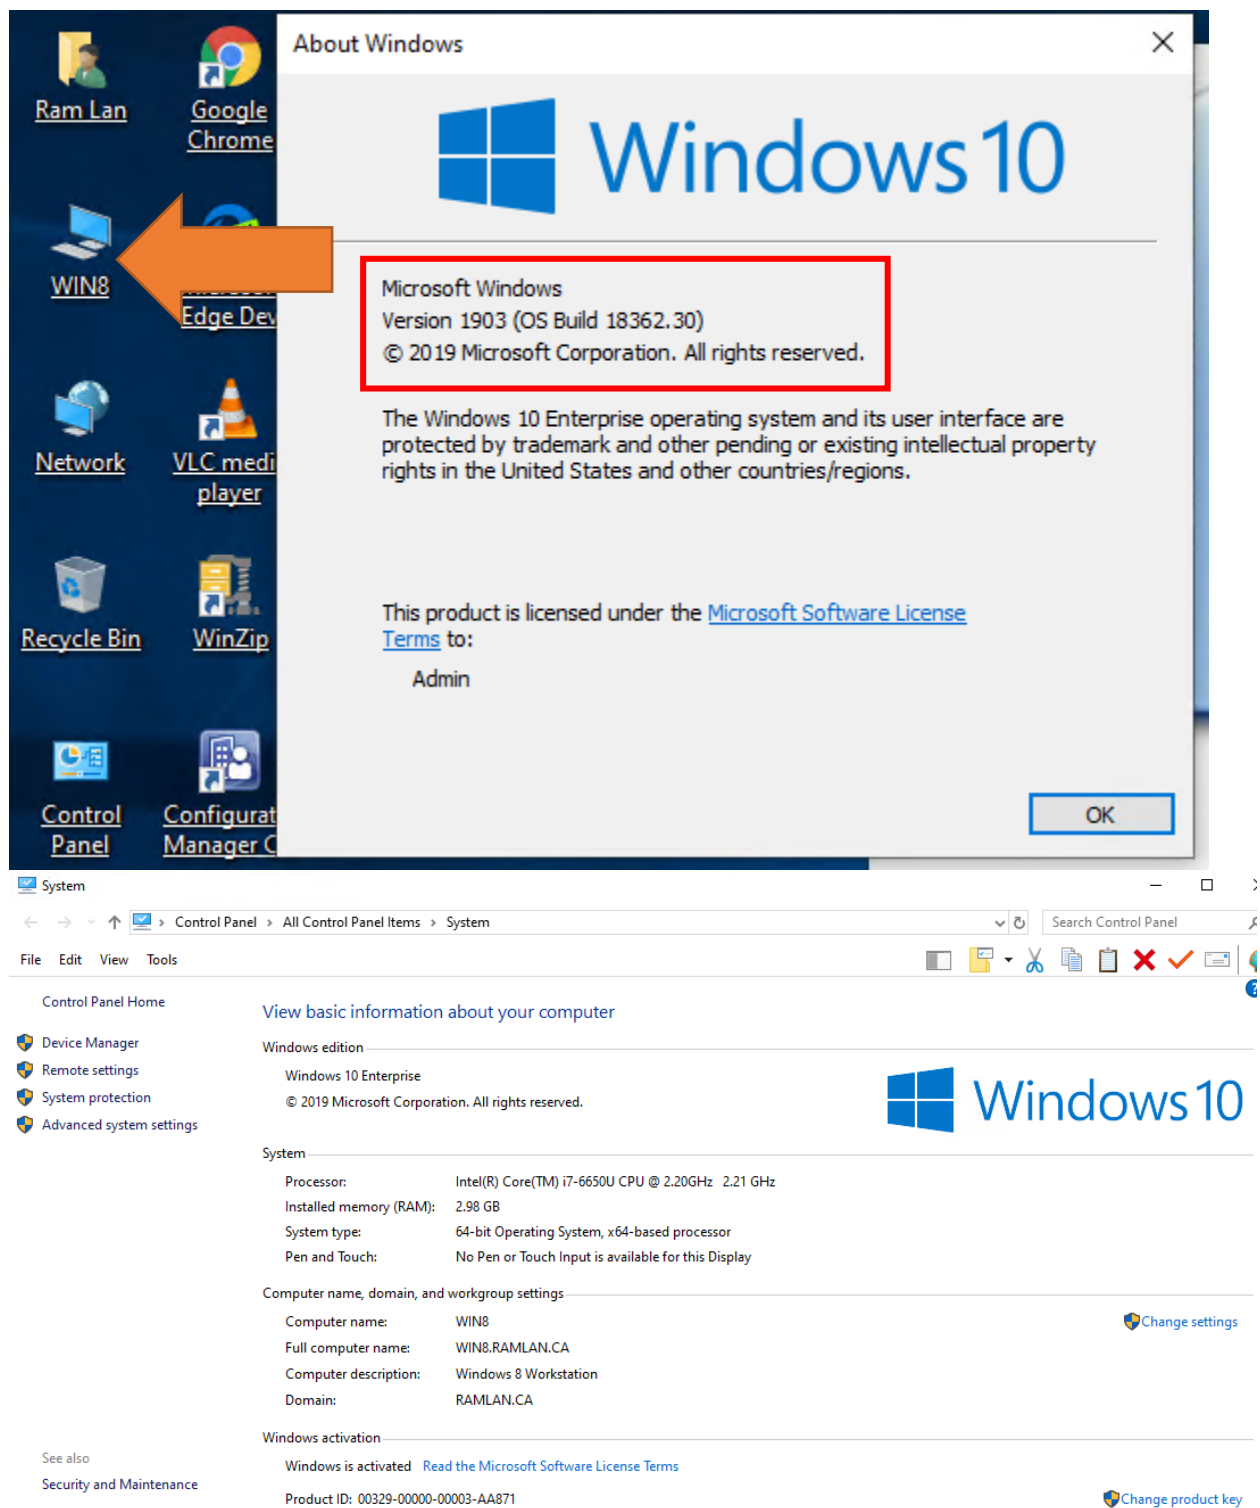 Ram Lan
Google
Chrome
WIN8
Edge Dev
Network
VLC medi
player
Recycle Bin
WinZip
Control
Panel
Configurat
Manager C
About Windows
Windows 10
Microsoft Windows
Version 1903 (OS Build 18362.30)
© 2019 Microsoft Corporation. All rights reserved.
The Windows 10 Enterprise operating system and its user interface are
protected by trademark and other pending or existing intellectual property
rights in the United States and other countries/regions.
This product is licensed under the Microsoft Software License
Terms to:
Admin
OK
System
Control Panel > All Control Panel Items > System
Search Control Panel
File Edit View Tools
Control Panel Home
Device Manager
Remote settings
System protection
Advanced system settings
See also
Security and Maintenance
View basic information about your computer
Windows edition
Windows 10 Enterprise
© 2019 Microsoft Corporation. All rights reserved.
Windows 10
System
Processor: Intel(R) Core(TM) i7-6650U CPU @ 2.20GHz 2.21 GHz
Installed memory (RAM): 2.98 GB
System type: 64-bit Operating System, x64-based processor
Pen and Touch: No Pen or Touch Input is available for this Display
Computer name, domain, and workgroup settings
Computer name: WIN8
Change settings
Full computer name: WIN8.RAMLAN.CA
Computer description: Windows 8 Workstation
Domain: RAMLAN.CA
Windows activation
Windows is activated Read the Microsoft Software License Terms
Product ID: 00329-00000-00003-AA871
Change product key